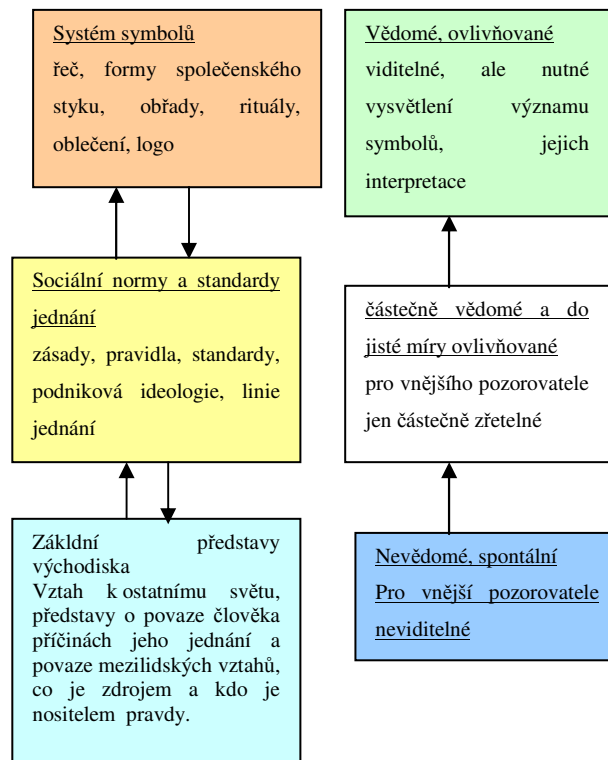 Systém symbolů
řeč, formy společenského
styku, obřady, rituály,
oblečení, logo
Vědomé, ovlivňované
viditelné, ale nutné
vysvětlení významu
symbolů, jejich
interpretace
Sociální normy a standardy
jednání
zásady, pravidla, standardy,
podniková ideologie, linie
jednání
částečně vědomé a do
jisté míry ovlivňované
pro vnějšího pozorovatele
jen částečně zřetelné
Zákldní představy
východiska
Vztah k ostatnímu světu,
představy o povaze člověka
příčinách jeho jednání a
povaze mezilidských vztahů,
co je zdrojem a kdo je
nositelem pravdy.
Nevědomé, spontální
Pro vnější pozorovatele
neviditelné